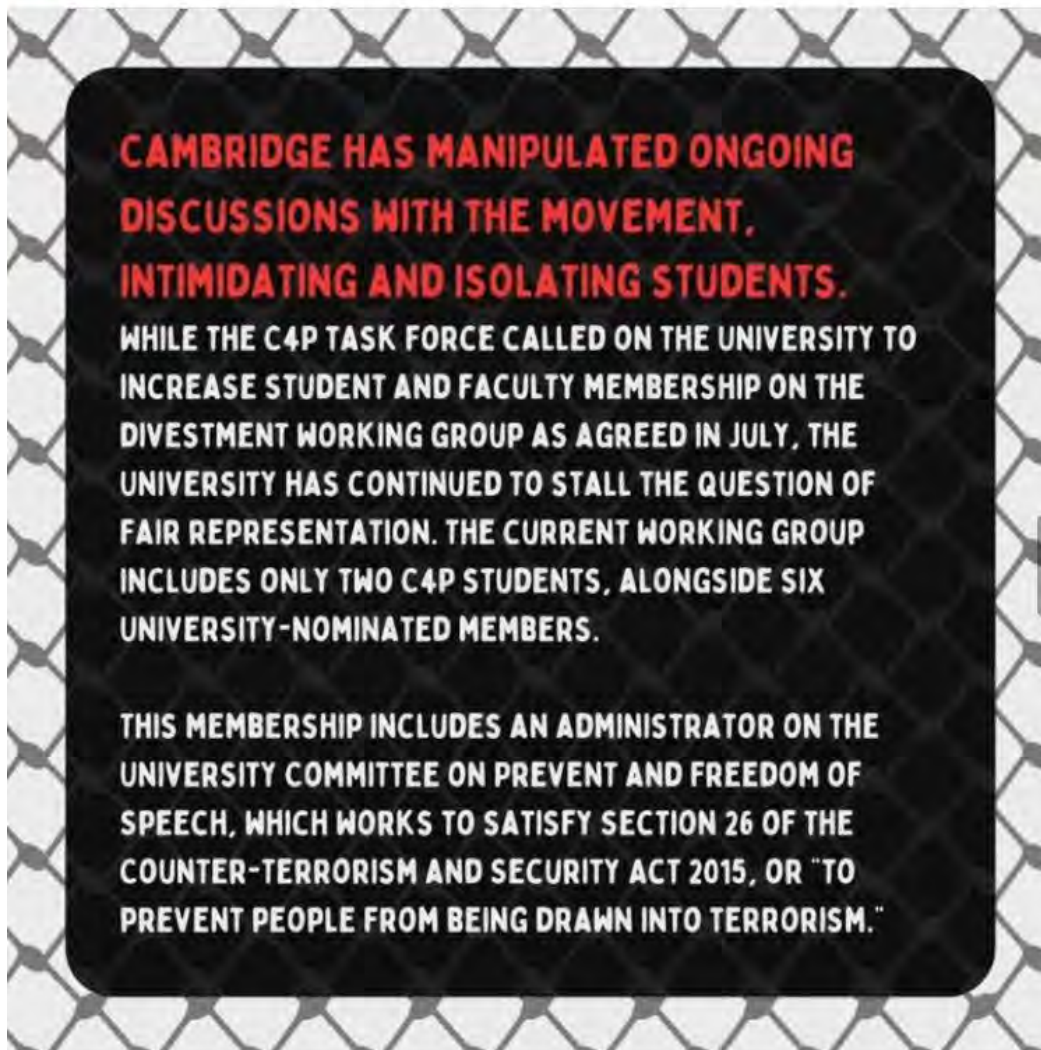 CAMBRIDGE HAS MANIPULATED ONGOING
DISCUSSIONS WITH THE MOVEMENT,
INTIMIDATING AND ISOLATING STUDENTS.
WHILE THE C4P TASK FORCE CALLED ON THE UNIVERSITY TO
INCREASE STUDENT AND FACULTY MEMBERSHIP ON THE
DIVESTMENT WORKING GROUP AS AGREED IN JULY, THE
UNIVERSITY HAS CONTINUED TO STALL THE QUESTION OF
FAIR REPRESENTATION. THE CURRENT WORKING GROUP
INCLUDES ONLY TWO C4P STUDENTS, ALONGSIDE SIX
UNIVERSITY-NOMINATED MEMBERS.
THIS MEMBERSHIP INCLUDES AN ADMINISTRATOR ON THE
UNIVERSITY COMMITTEE ON PREVENT AND FREEDOM OF
SPEECH, WHICH WORKS TO SATISFY SECTION 26 OF THE
COUNTER-TERRORISM AND SECURITY ACT 2015, OR "TO
PREVENT PEOPLE FROM BEING DRAWN INTO TERRORISM."